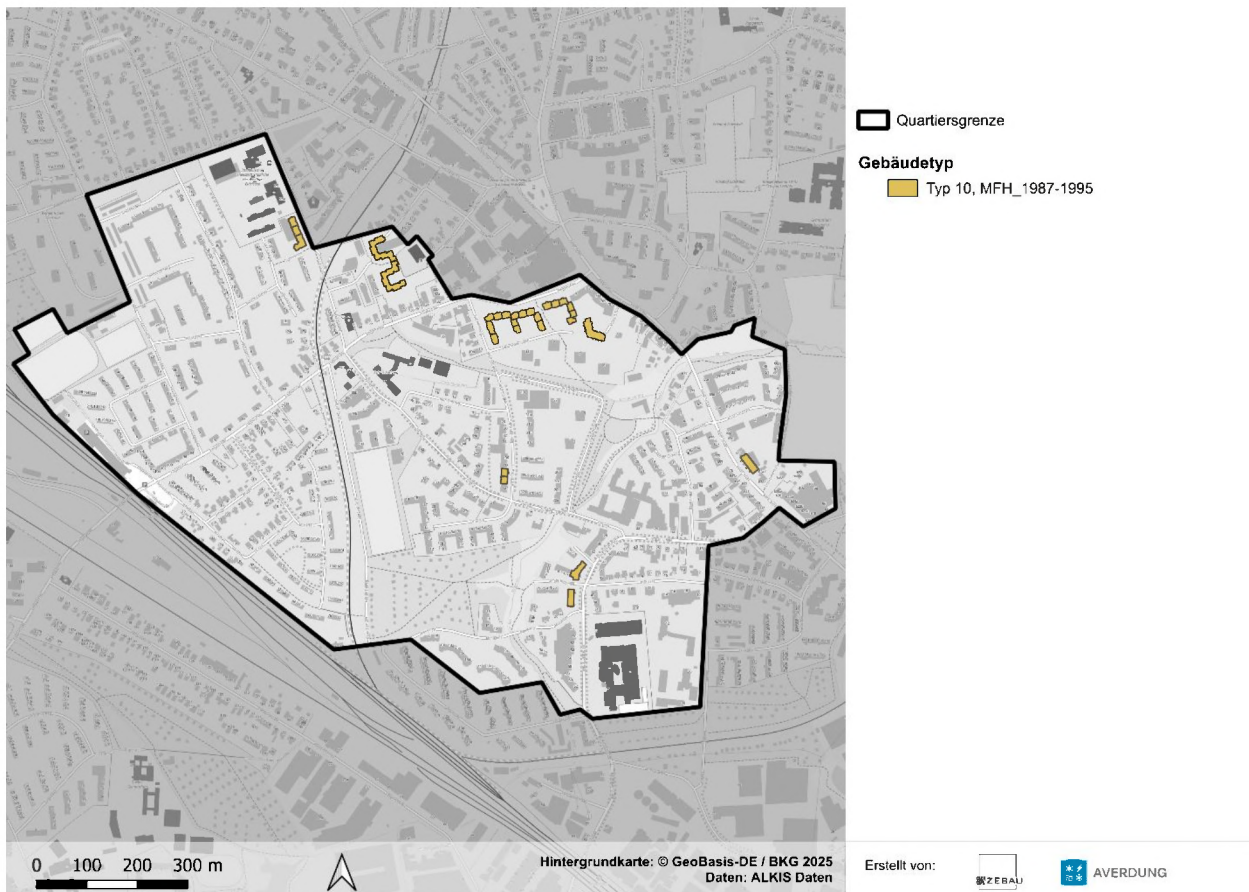 Quartiersgrenze
Gebäudetyp
Typ 10, MFH_1987-1995
0 100 200 300 m
Hintergrundkarte: © GeoBasis-DE / BKG 2025
Daten: ALKIS Daten
Erstellt von:
ZEBAU
AVERDUNG